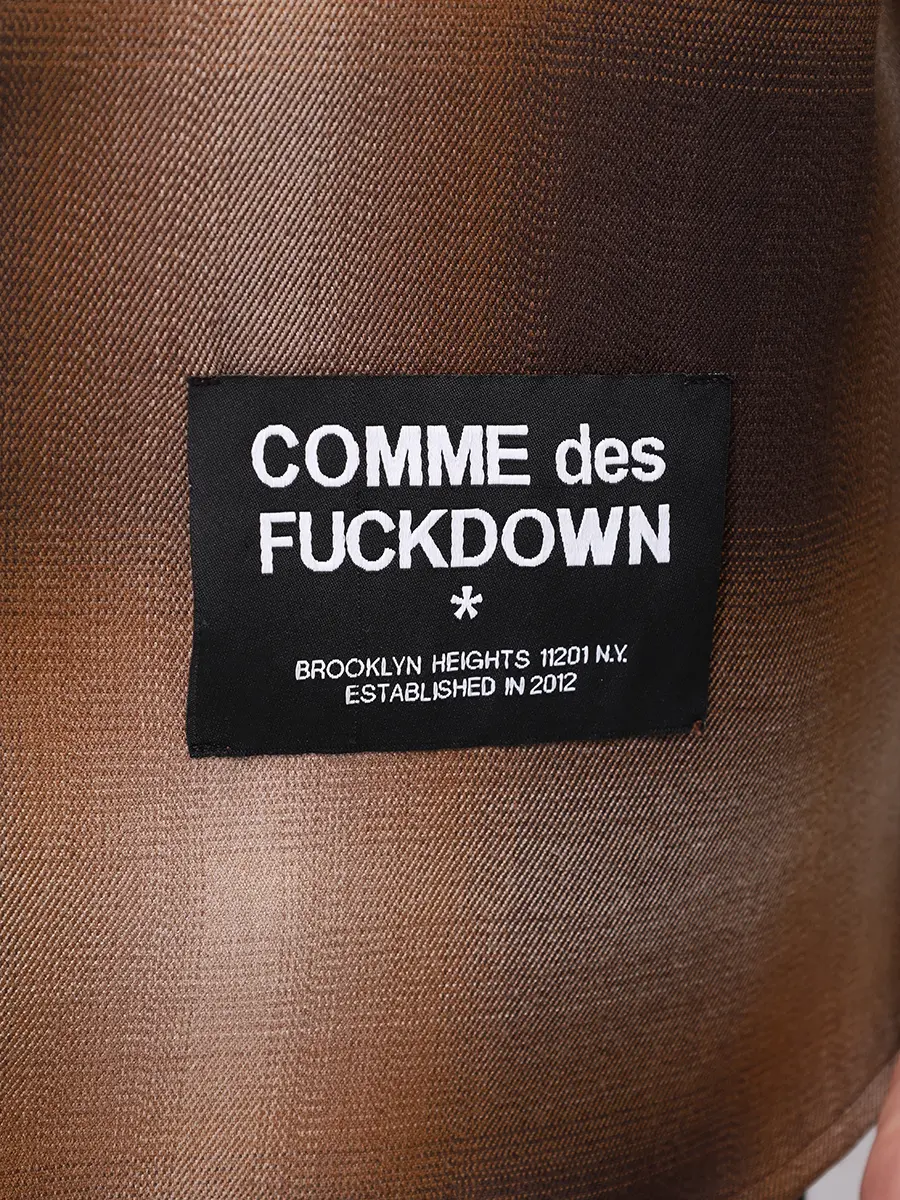 COMME des
FUCKDOWN
*
BROOKLYN HEIGHTS 11201 N.Y.
ESTABLISHED IN 2012